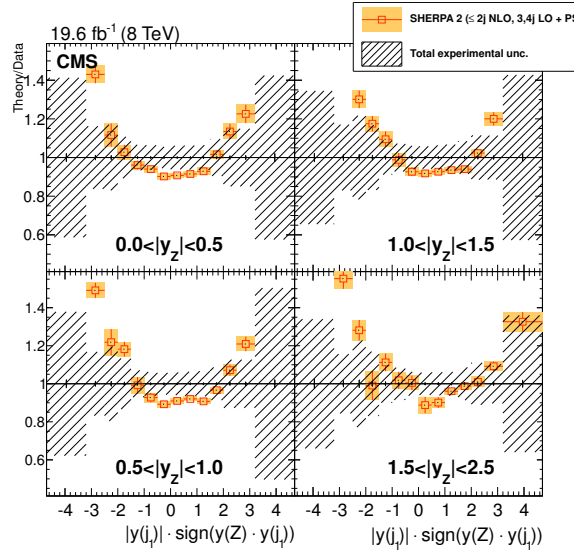 SHERPA 2 (≤ 2j NLO, 3,4j LO + PS
Total experimental unc.
19.6 fb⁻¹ (8 TeV)
CMS
Theory/Data
1.4
1.2
1
0.8
0.6
0.0<|y_Z|<0.5
1.0<|y_Z|<1.5
1.4
1.2
1
0.8
0.6
0.5<|y_Z|<1.0
1.5<|y_Z|<2.5
-4 -3 -2 -1 0 1 2 3 4 -4 -3 -2 -1 0 1 2 3 4
|y(j₁)| · sign(y(Z) · y(j₁)) |y(j₁)| · sign(y(Z) · y(j₁))